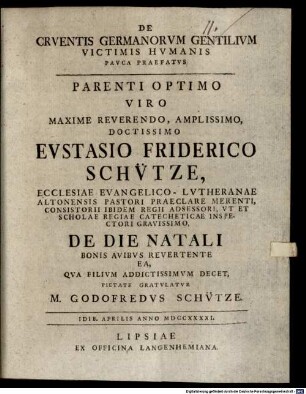 DE
CRVENTIS GERMANORVM GENTILIVM
VICTIMIS HVMANIS
PAVCA PRAEFATVS
PARENTI OPTIMO
VIRO
MAXIME REVERENDO, AMPLISSIMO,
DOCTISSIMO
EVSTASIO FRIDERICO
SCHÜTZE,
ECCLESIAE EVANGELICO-LVTHERANAE
ALTONENSIS PASTORI PRAECLARE MERENTI,
CONSISTORII IBIDEM REGII ADSESSORI, VT ET
SCHOLAE REGIAE CATECHETICAE INSPE-
CTORI GRAVISSIMO,
DE DIE NATALI
BONIS AVIBVS REVERTENTE
EA,
QVA FILIVM ADDICTISSIMVM DECET,
PIETATE GRATVLATVR
M. GODOFREDVS SCHÜTZE.
IDIB. APRILIS ANNO MDCCXXXXI.
LIPSIAE
EX OFFICINA LANGENHEMIANA.